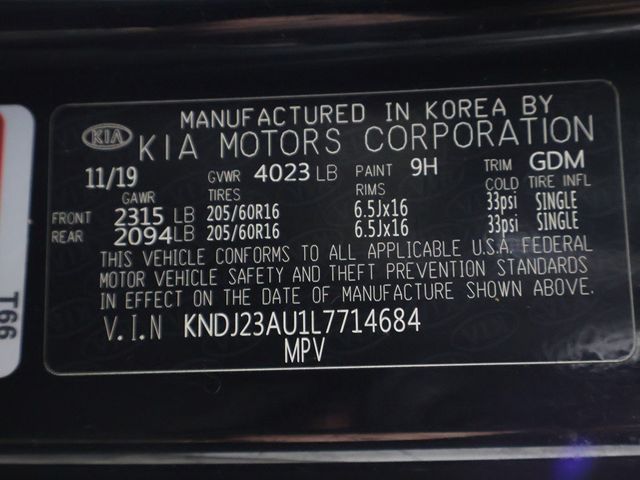 MANUFACTURED IN KOREA BY
KIA KIA MOTORS CORPORATION
11/19 GVWR 4023 LB PAINT 9H TRIM GDM
GAWR TIRES RIMS COLD TIRE INFL
FRONT 2315 LB 205/60R16 6.5Jx16 33psi SINGLE
REAR 2094LB 205/60R16 6.5Jx16 33psi SINGLE
THIS VEHICLE CONFORMS TO ALL APPLICABLE U.S.A. FEDERAL
MOTOR VEHICLE SAFETY AND THEFT PREVENTION STANDARDS
IN EFFECT ON THE DATE OF MANUFACTURE SHOWN ABOVE.
V.I.N KNDJ23AU1L7714684
MPV